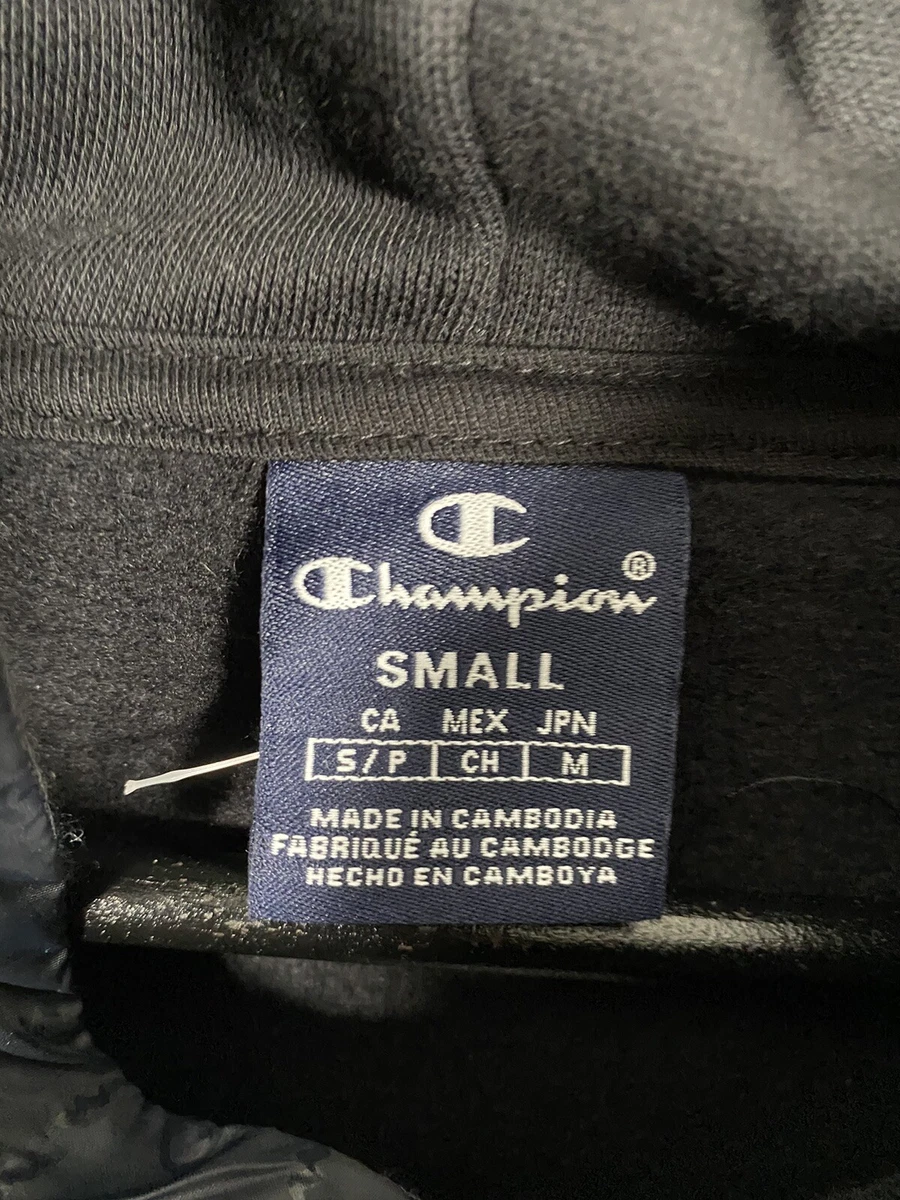 Champion®
SMALL
CA MEX JPN
S/P CH M
MADE IN CAMBODIA
FABRIQUÉ AU CAMBODGE
HECHO EN CAMBOYA